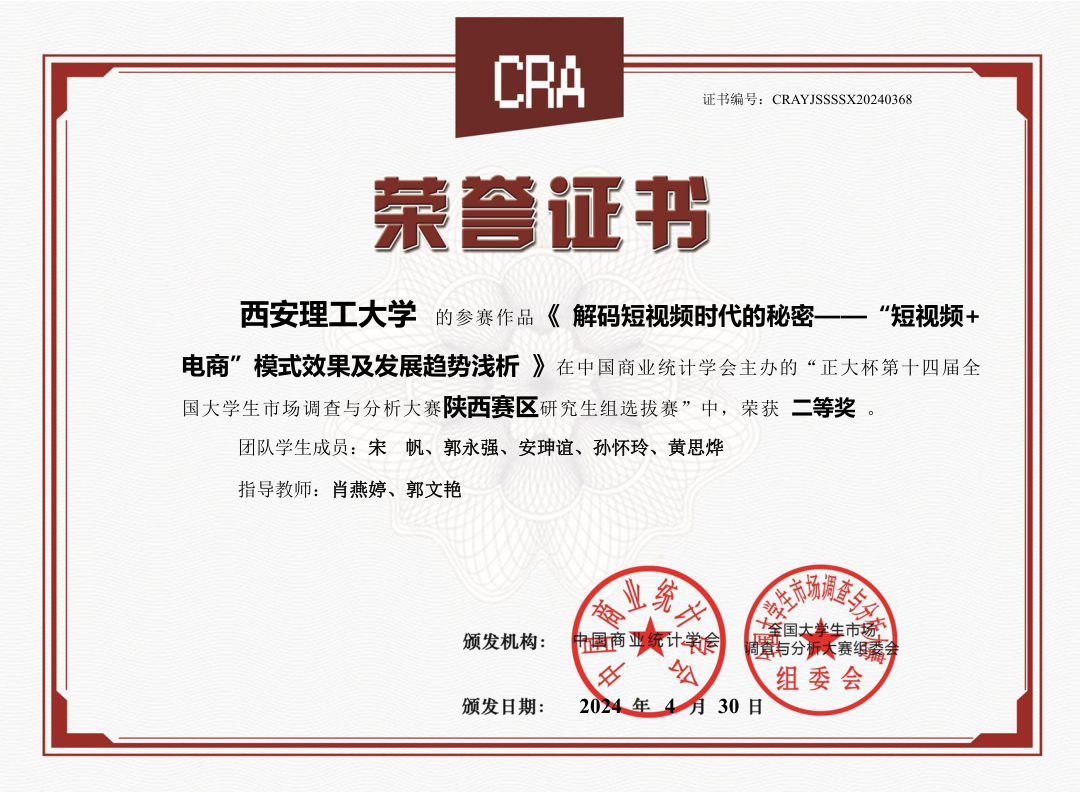 CRA
证书编号：CRAYJSSSSX20240368
荣誉证书
西安理工大学 的参赛作品《 解码短视频时代的秘密——“短视频+
电商”模式效果及发展趋势浅析 》在中国商业统计学会主办的“正大杯第十四届全
国大学生市场调查与分析大赛陕西赛区研究生组选拔赛”中，荣获 二等奖 。
团队学生成员：宋　帆、郭永强、安珅谊、孙怀玲、黄思烨
指导教师：肖燕婷、郭文艳
中国商业统计学会
全国大学生市场调查与分析大赛
组委会
颁发机构： 中国商业统计学会 全国大学生市场
调查与分析大赛组委会
颁发日期： 2024 年 4 月 30 日